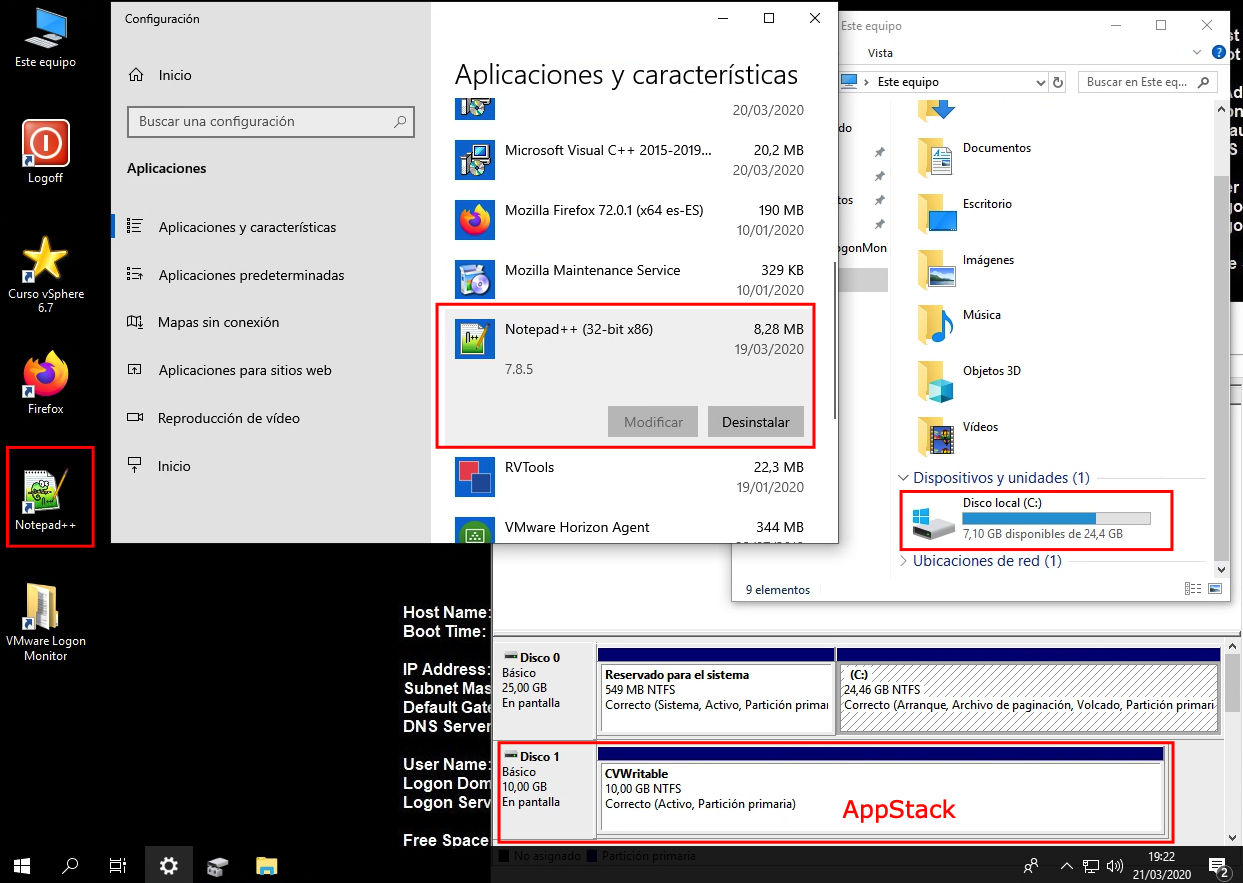 Este equipo
Logoff
Curso vSphere
6.7
Firefox
Notepad++
VMware Logon
Monitor
Configuración
Inicio
Buscar una configuración
Aplicaciones
Aplicaciones y características
Aplicaciones predeterminadas
Mapas sin conexión
Aplicaciones para sitios web
Reproducción de vídeo
Inicio
Aplicaciones y características
20/03/2020
Microsoft Visual C++ 2015-2019... 20,2 MB
20/03/2020
Mozilla Firefox 72.0.1 (x64 es-ES) 190 MB
10/01/2020
Mozilla Maintenance Service 329 KB
10/01/2020
Notepad++ (32-bit x86) 8,28 MB
19/03/2020
7.8.5
Modificar Desinstalar
RVTools 22,3 MB
19/01/2020
VMware Horizon Agent 344 MB
Este equipo
Vista
Este equipo
Buscar en Este eq...
Documentos
Escritorio
Imágenes
Música
Objetos 3D
Vídeos
Dispositivos y unidades (1)
Disco local (C:)
7,10 GB disponibles de 24,4 GB
Ubicaciones de red (1)
9 elementos
Host Name:
Boot Time:
IP Address:
Subnet Mas
Default Gate
DNS Server
User Name:
Logon Dom
Logon Serv
Free Space
Disco 0
Básico
25,00 GB
En pantalla
Reservado para el sistema
549 MB NTFS
Correcto (Sistema, Activo, Partición primar
(C:)
24,46 GB NTFS
Correcto (Arranque, Archivo de paginación, Volcado, Partición primari
Disco 1
Básico
10,00 GB
En pantalla
CVWritable
10,00 GB NTFS
Correcto (Activo, Partición primaria)
AppStack
No asignado Partición primaria
19:22
21/03/2020
2